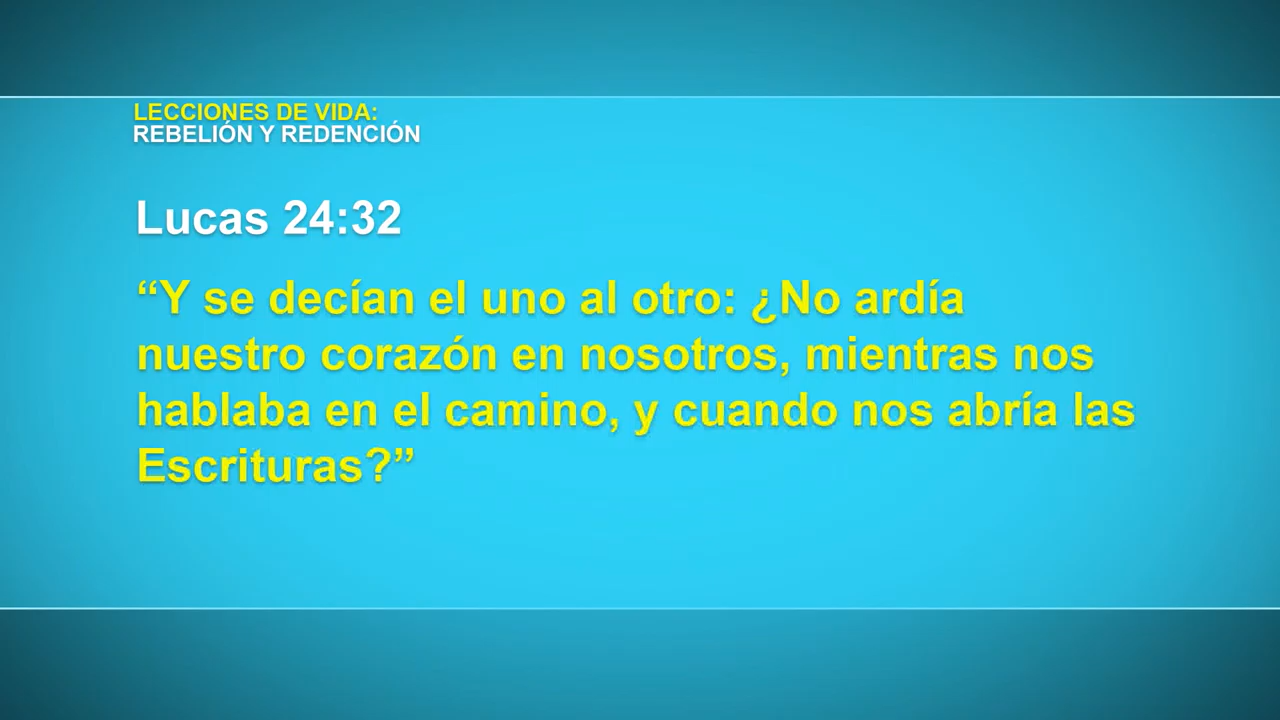 LECCIONES DE VIDA:
REBELIÓN Y REDENCIÓN
Lucas 24:32
“Y se decían el uno al otro: ¿No ardía
nuestro corazón en nosotros, mientras nos
hablaba en el camino, y cuando nos abría las
Escrituras?”